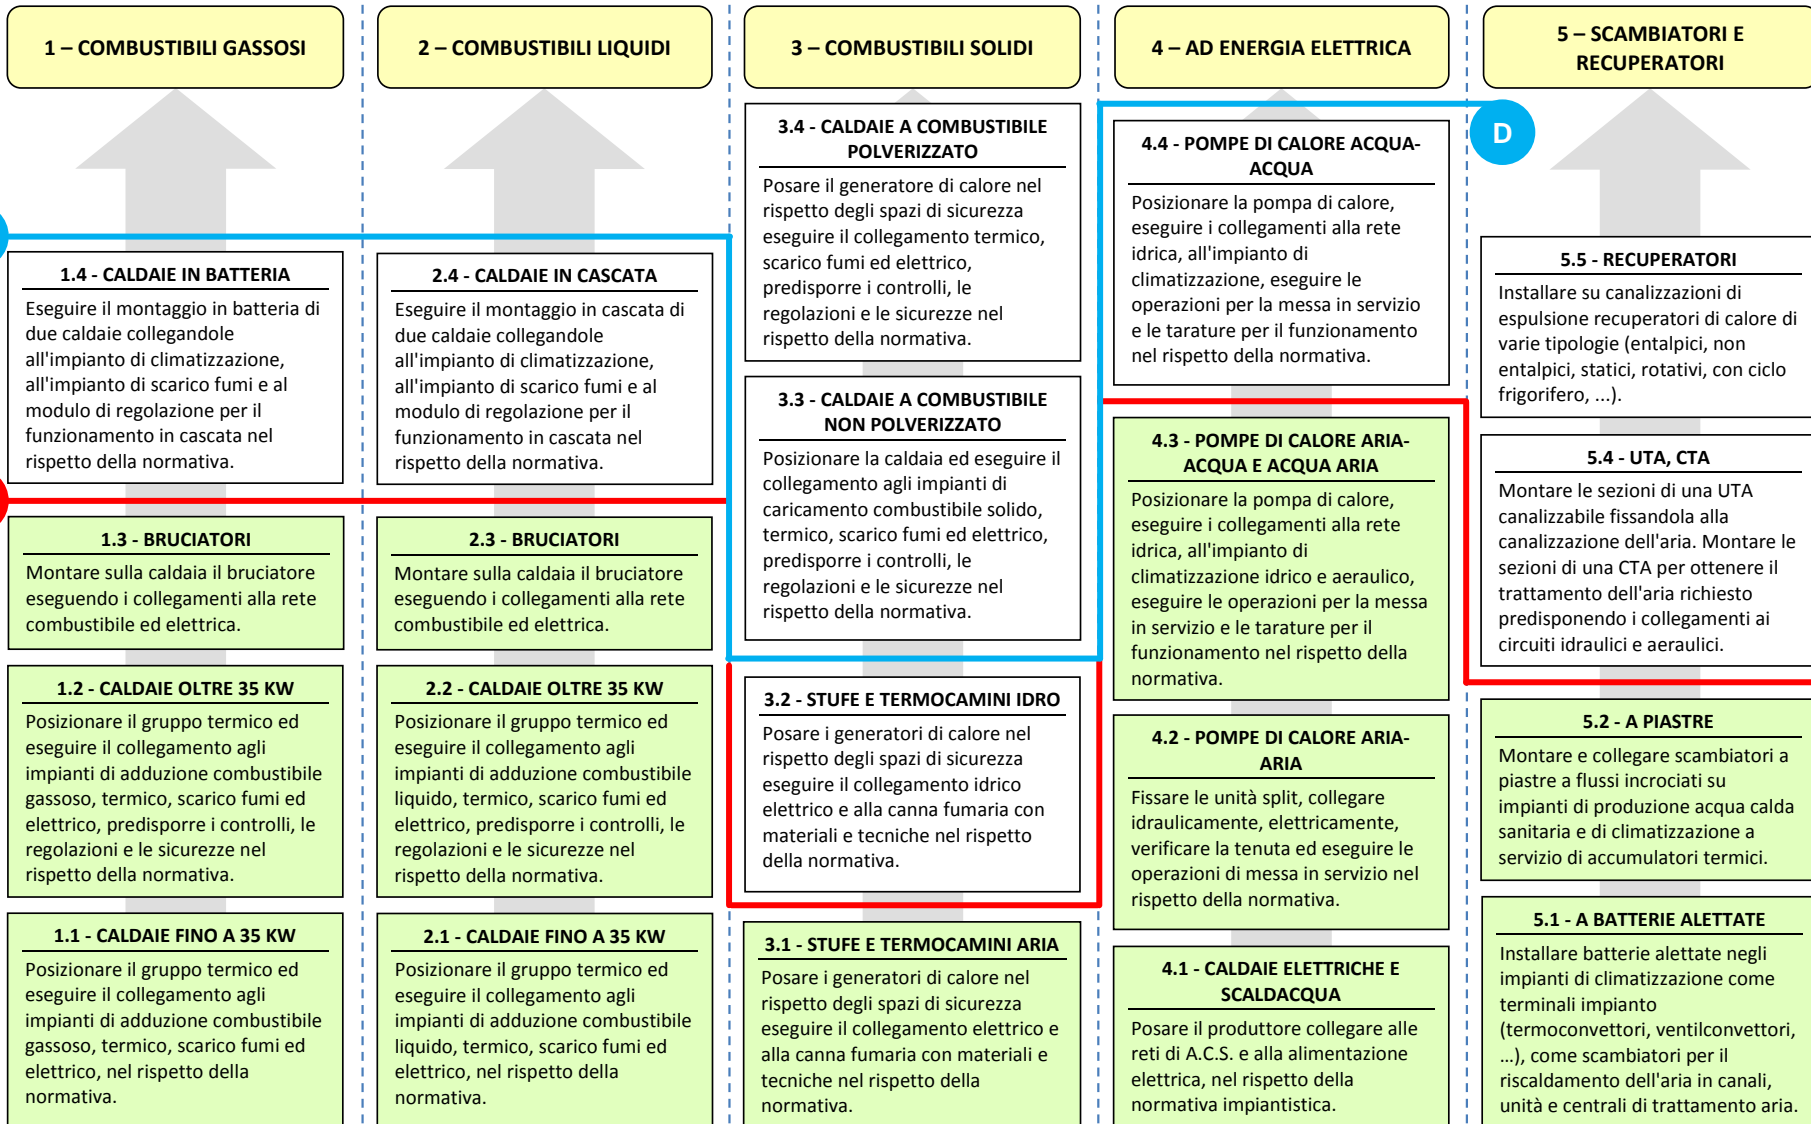 1 – COMBUSTIBILI GASSOSI
2 – COMBUSTIBILI LIQUIDI
3 – COMBUSTIBILI SOLIDI
4 – AD ENERGIA ELETTRICA
5 – SCAMBIATORI E
RECUPERATORI
1.4 - CALDAIE IN BATTERIA
Eseguire il montaggio in batteria di
due caldaie collegandole
all'impianto di climatizzazione,
all'impianto di scarico fumi e al
modulo di regolazione per il
funzionamento in cascata nel
rispetto della normativa.
1.3 - BRUCIATORI
Montare sulla caldaia il bruciatore
eseguendo i collegamenti alla rete
combustibile ed elettrica.
1.2 - CALDAIE OLTRE 35 KW
Posizionare il gruppo termico ed
eseguire il collegamento agli
impianti di adduzione combustibile
gassoso, termico, scarico fumi ed
elettrico, predisporre i controlli, le
regolazioni e le sicurezze nel
rispetto della normativa.
1.1 - CALDAIE FINO A 35 KW
Posizionare il gruppo termico ed
eseguire il collegamento agli
impianti di adduzione combustibile
gassoso, termico, scarico fumi ed
elettrico, nel rispetto della
normativa.
2.4 - CALDAIE IN CASCATA
Eseguire il montaggio in cascata di
due caldaie collegandole
all'impianto di climatizzazione,
all'impianto di scarico fumi e al
modulo di regolazione per il
funzionamento in cascata nel
rispetto della normativa.
2.3 - BRUCIATORI
Montare sulla caldaia il bruciatore
eseguendo i collegamenti alla rete
combustibile ed elettrica.
2.2 - CALDAIE OLTRE 35 KW
Posizionare il gruppo termico ed
eseguire il collegamento agli
impianti di adduzione combustibile
liquido, termico, scarico fumi ed
elettrico, predisporre i controlli, le
regolazioni e le sicurezze nel
rispetto della normativa.
2.1 - CALDAIE FINO A 35 KW
Posizionare il gruppo termico ed
eseguire il collegamento agli
impianti di adduzione combustibile
liquido, termico, scarico fumi ed
elettrico, nel rispetto della
normativa.
3.4 - CALDAIE A COMBUSTIBILE
POLVERIZZATO
Posare il generatore di calore nel
rispetto degli spazi di sicurezza
eseguire il collegamento termico,
scarico fumi ed elettrico,
predisporre i controlli, le
regolazioni e le sicurezze nel
rispetto della normativa.
3.3 - CALDAIE A COMBUSTIBILE
NON POLVERIZZATO
Posizionare la caldaia ed eseguire il
collegamento agli impianti di
caricamento combustibile solido,
termico, scarico fumi ed elettrico,
predisporre i controlli, le
regolazioni e le sicurezze nel
rispetto della normativa.
3.2 - STUFE E TERMOCAMINI IDRO
Posare i generatori di calore nel
rispetto degli spazi di sicurezza
eseguire il collegamento idrico
elettrico e alla canna fumaria con
materiali e tecniche nel rispetto
della normativa.
3.1 - STUFE E TERMOCAMINI ARIA
Posare i generatori di calore nel
rispetto degli spazi di sicurezza
eseguire il collegamento elettrico e
alla canna fumaria con materiali e
tecniche nel rispetto della
normativa.
4.4 - POMPE DI CALORE ACQUA-
ACQUA
Posizionare la pompa di calore,
eseguire i collegamenti alla rete
idrica, all'impianto di
climatizzazione, eseguire le
operazioni per la messa in servizio
e le tarature per il funzionamento
nel rispetto della normativa.
4.3 - POMPE DI CALORE ARIA-
ACQUA E ACQUA ARIA
Posizionare la pompa di calore,
eseguire i collegamenti alla rete
idrica, all'impianto di
climatizzazione idrico e aeraulico,
eseguire le operazioni per la messa
in servizio e le tarature per il
funzionamento nel rispetto della
normativa.
4.2 - POMPE DI CALORE ARIA-
ARIA
Fissare le unità split, collegare
idraulicamente, elettricamente,
verificare la tenuta ed eseguire le
operazioni di messa in servizio nel
rispetto della normativa.
4.1 - CALDAIE ELETTRICHE E
SCALDACQUA
Posare il produttore collegare alle
reti di A.C.S. e alla alimentazione
elettrica, nel rispetto della
normativa impiantistica.
D
5.5 - RECUPERATORI
Installare su canalizzazioni di
espulsione recuperatori di calore di
varie tipologie (entalpici, non
entalpici, statici, rotativi, con ciclo
frigorifero, ...).
5.4 - UTA, CTA
Montare le sezioni di una UTA
canalizzabile fissandola alla
canalizzazione dell'aria. Montare le
sezioni di una CTA per ottenere il
trattamento dell'aria richiesto
predisponendo i collegamenti ai
circuiti idraulici e aeraulici.
5.2 - A PIASTRE
Montare e collegare scambiatori a
piastre a flussi incrociati su
impianti di produzione acqua calda
sanitaria e di climatizzazione a
servizio di accumulatori termici.
5.1 - A BATTERIE ALETTATE
Installare batterie alettate negli
impianti di climatizzazione come
terminali impianto
(termoconvettori, ventilconvettori,
...), come scambiatori per il
riscaldamento dell'aria in canali,
unità e centrali di trattamento aria.